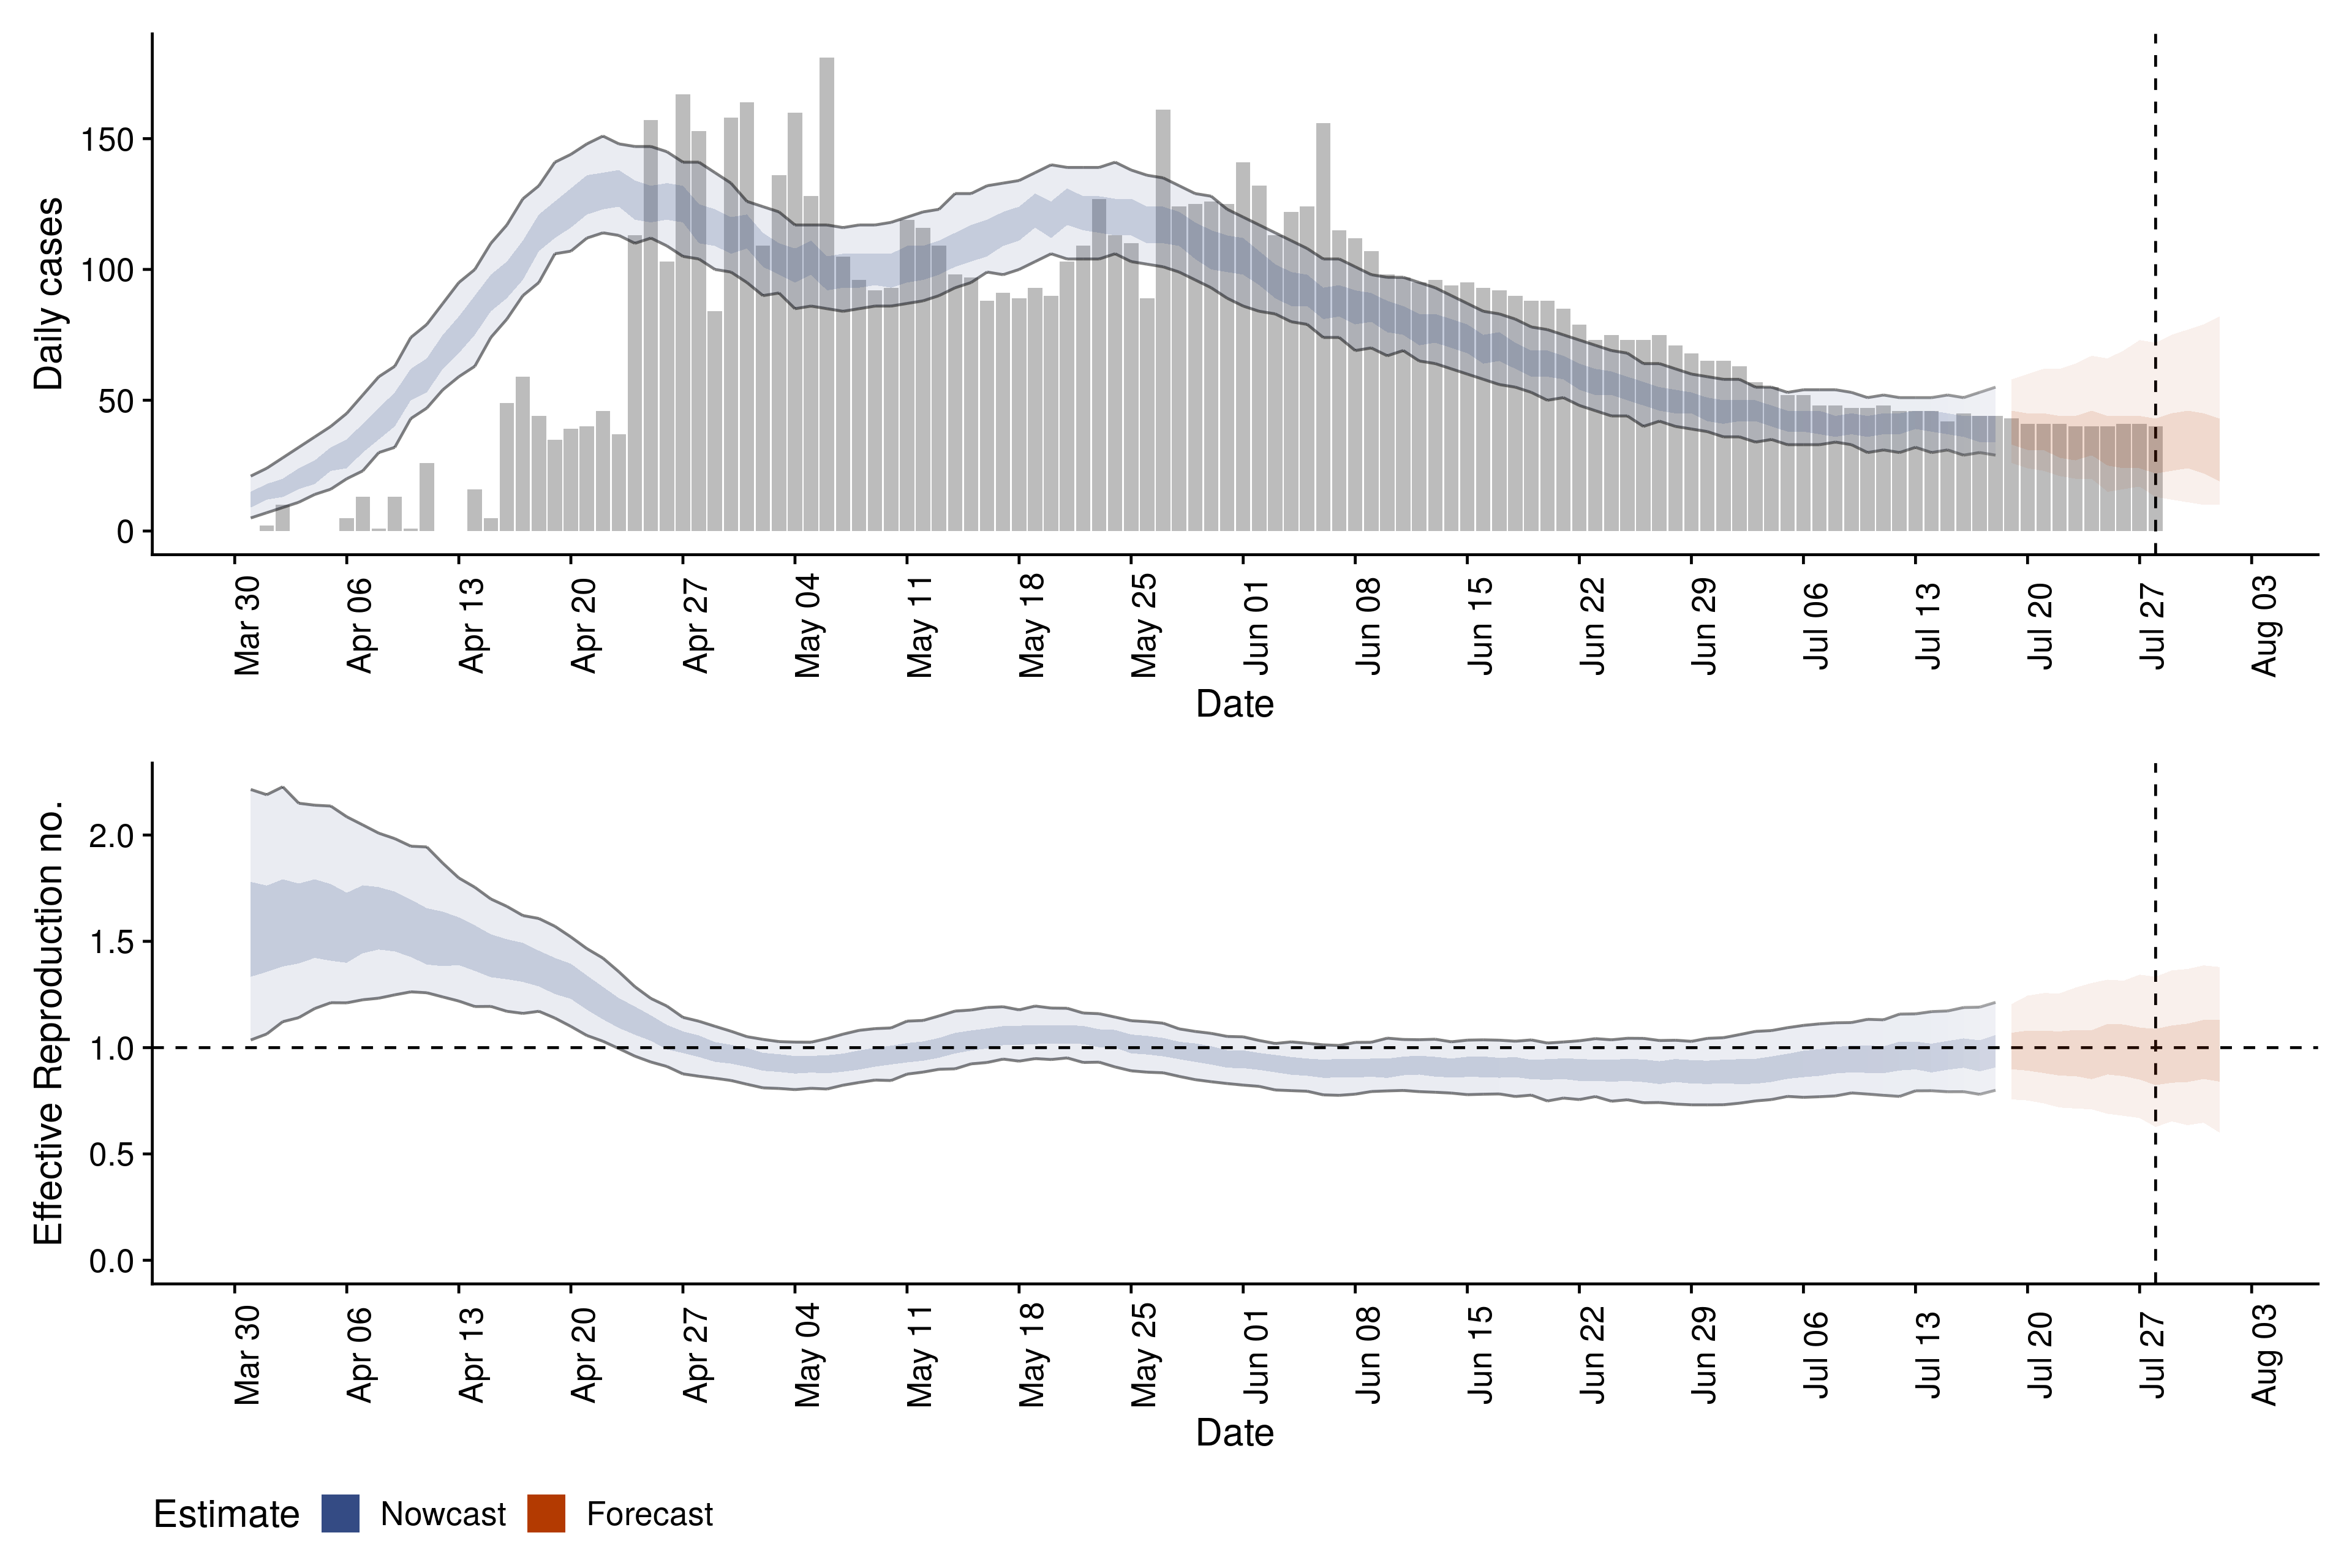 Daily cases
150
100
50
0
Mar 30
Apr 06
Apr 13
Apr 20
Apr 27
May 04
May 11
May 18
May 25
Jun 01
Jun 08
Jun 15
Jun 22
Jun 29
Jul 06
Jul 13
Jul 20
Jul 27
Aug 03
Date
Effective Reproduction no.
2.0
1.5
1.0
0.5
0.0
Mar 30
Apr 06
Apr 13
Apr 20
Apr 27
May 04
May 11
May 18
May 25
Jun 01
Jun 08
Jun 15
Jun 22
Jun 29
Jul 06
Jul 13
Jul 20
Jul 27
Aug 03
Date
Estimate Nowcast Forecast